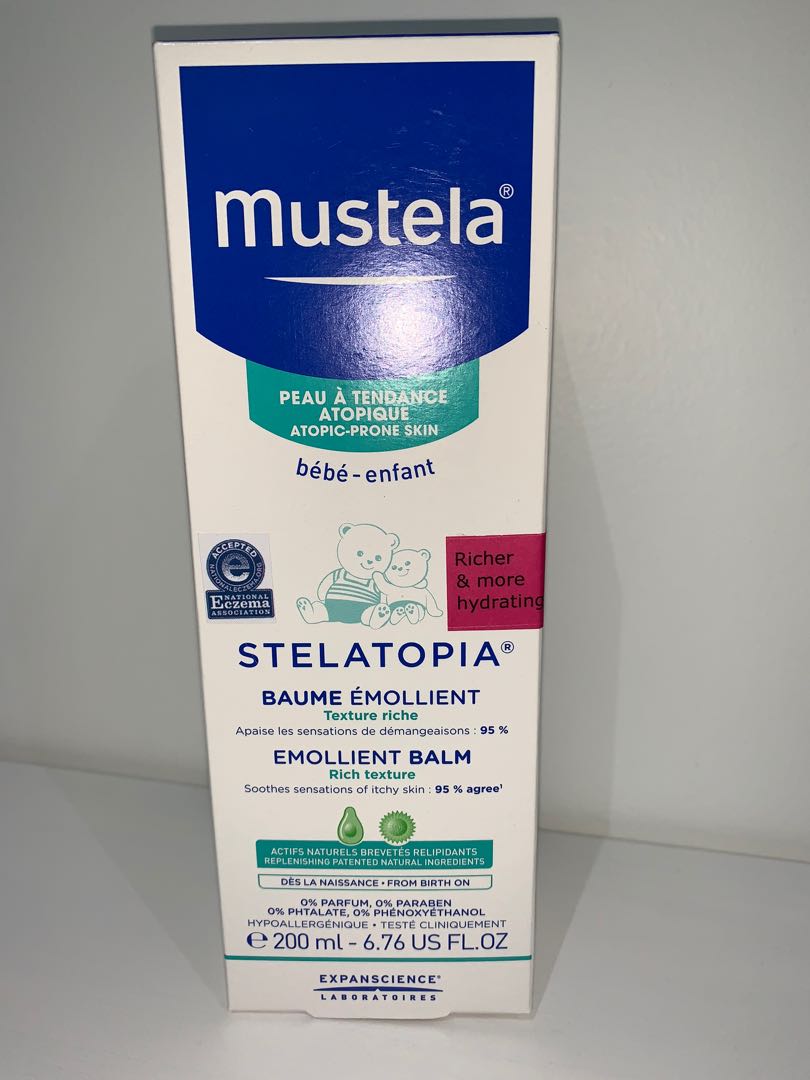 mustela®
PEAU À TENDANCE
ATOPIQUE
ATOPIC-PRONE SKIN
bébé-enfant
ACCEPTED
NATIONALECZEMA.ORG
NATIONAL
Eczema
ASSOCIATION
Richer
& more
hydrating
STELATOPIA®
BAUME ÉMOLLIENT
Texture riche
Apaise les sensations de démangeaisons : 95 %
EMOLLIENT BALM
Rich texture
Soothes sensations of itchy skin : 95 % agree¹
ACTIFS NATURELS BREVETÉS RELIPIDANTS
REPLENISHING PATENTED NATURAL INGREDIENTS
DÈS LA NAISSANCE • FROM BIRTH ON
0% PARFUM, 0% PARABEN
0% PHTALATE, 0% PHÉNOXYÉTHANOL
HYPOALLERGÉNIQUE • TESTÉ CLINIQUEMENT
℮ 200 ml - 6.76 US FL.OZ
EXPANSCIENCE®
LABORATOIRES